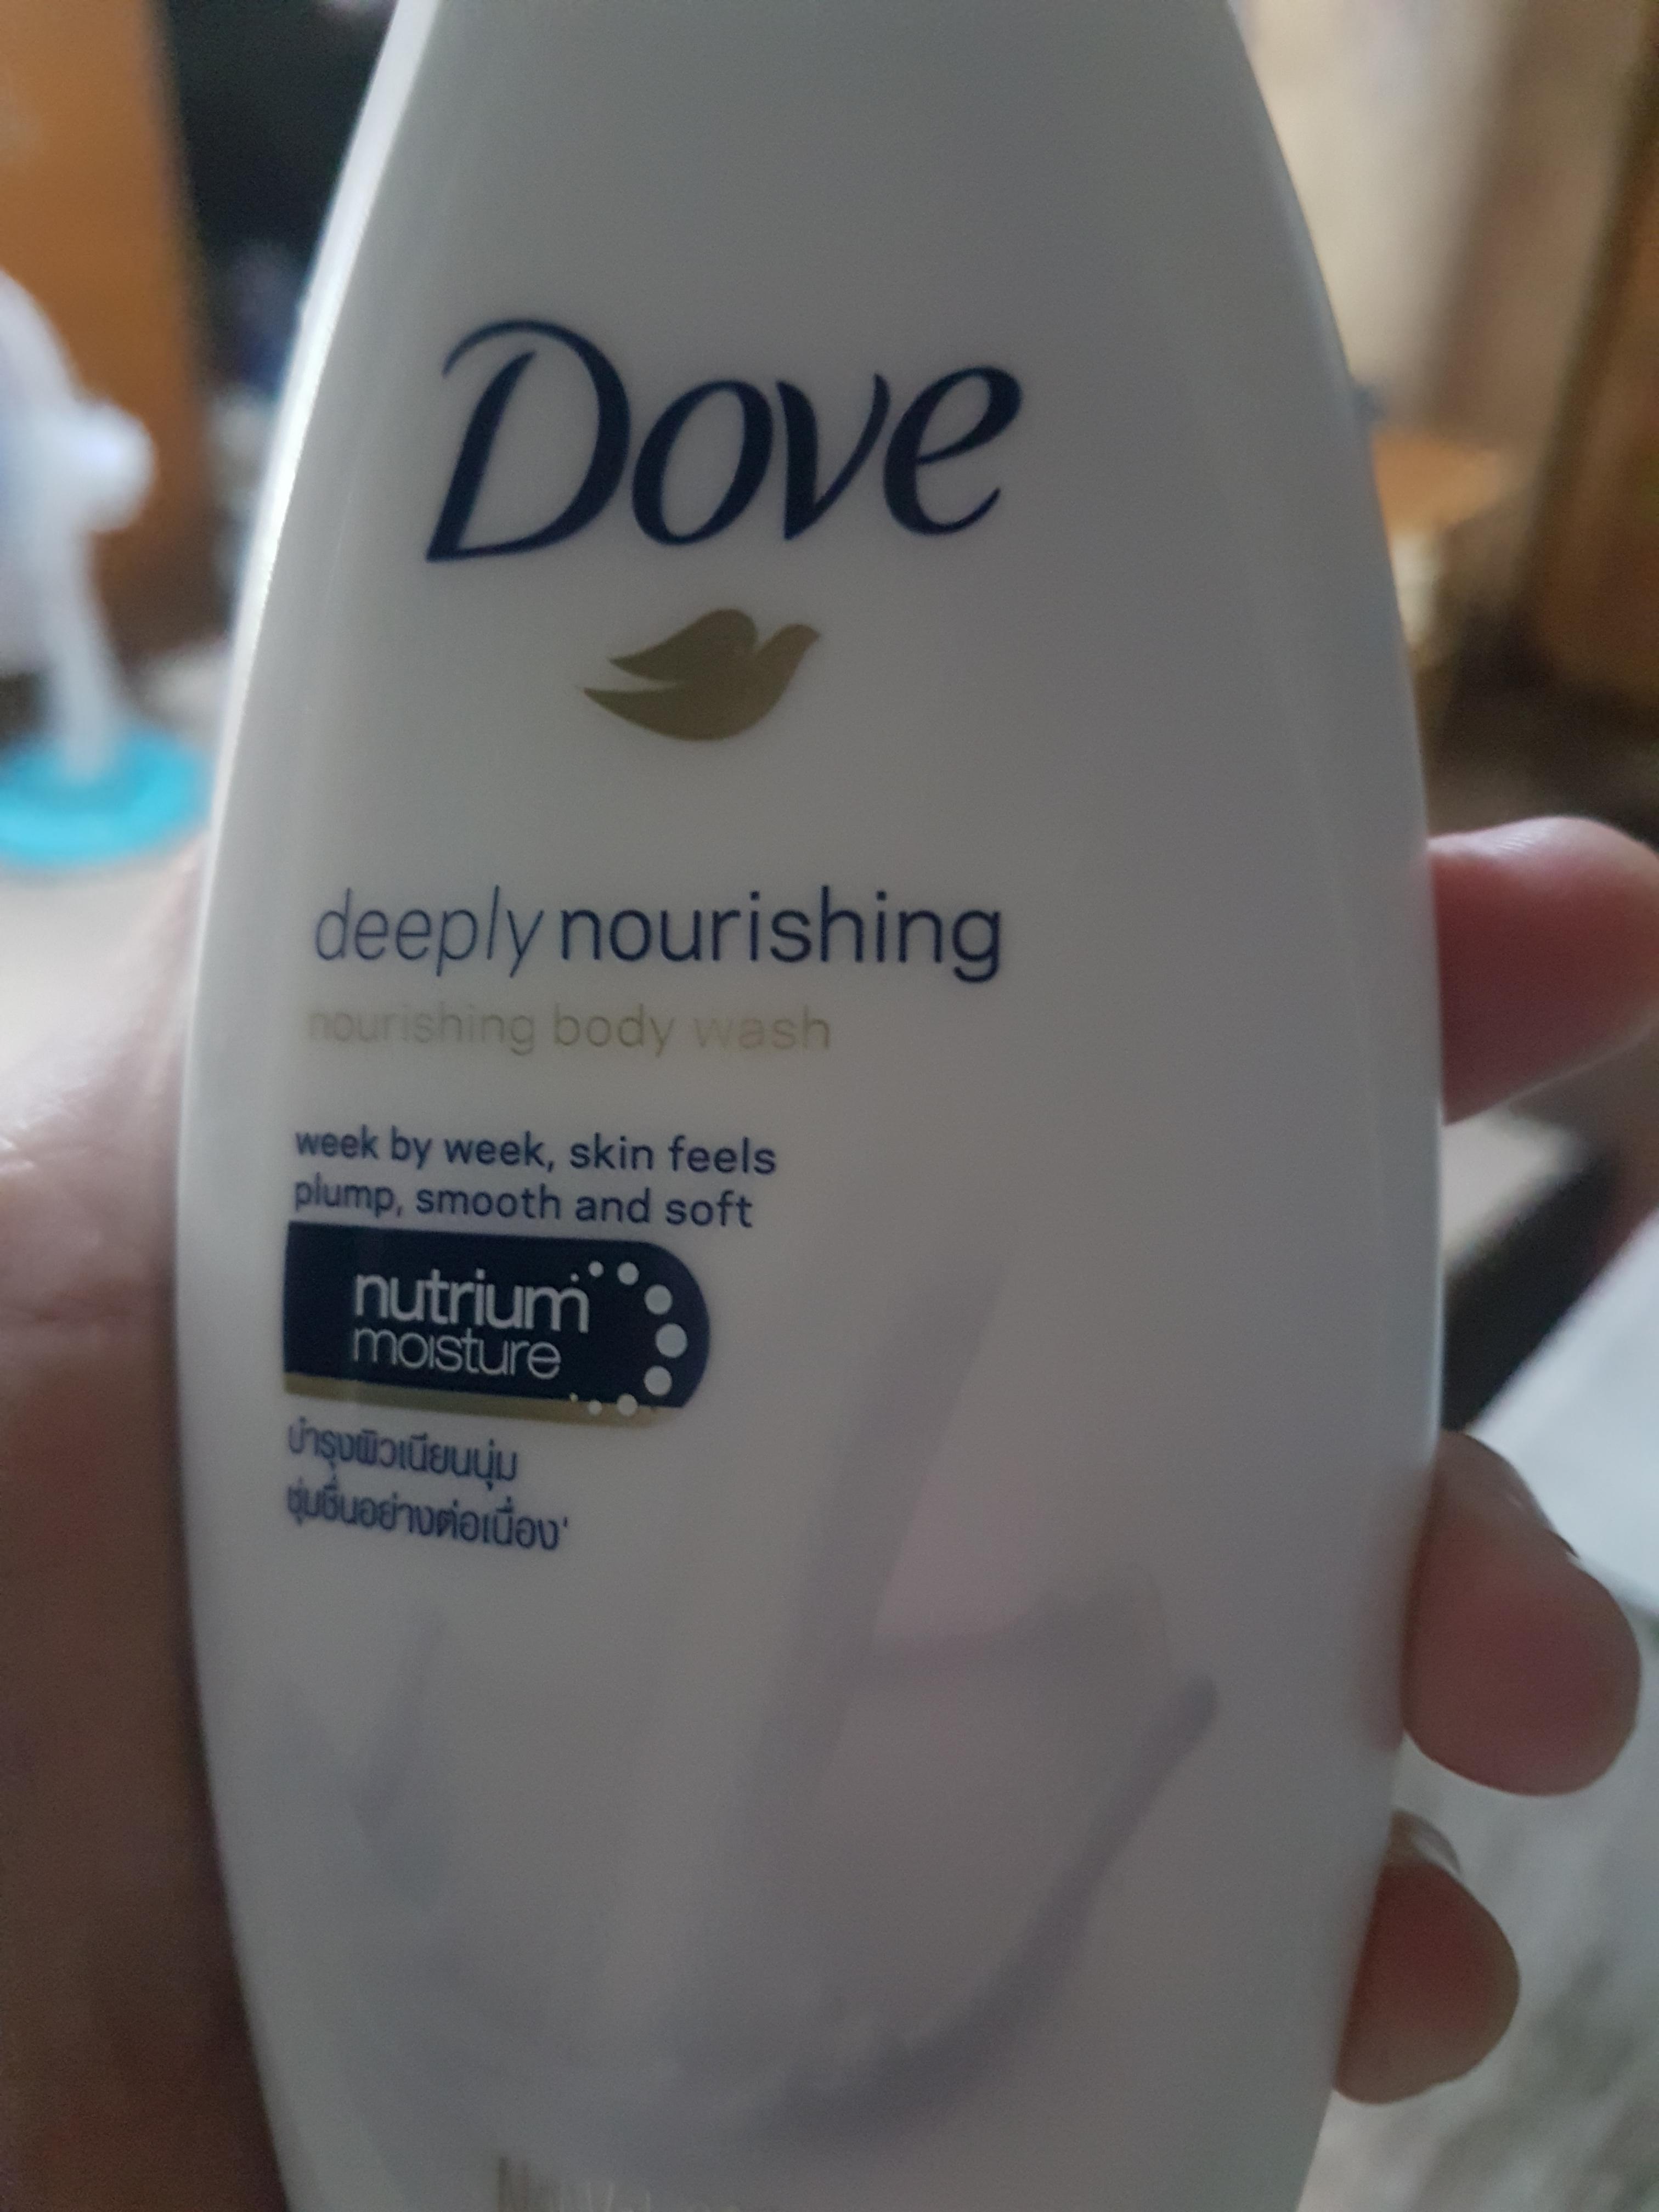 Dove
deeply nourishing
nourishing body wash
week by week, skin feels
plump, smooth and soft
nutrium
moisture
บำรุงผิวเนียนนุ่ม
ชุ่มชื่นอย่างต่อเนื่อง'